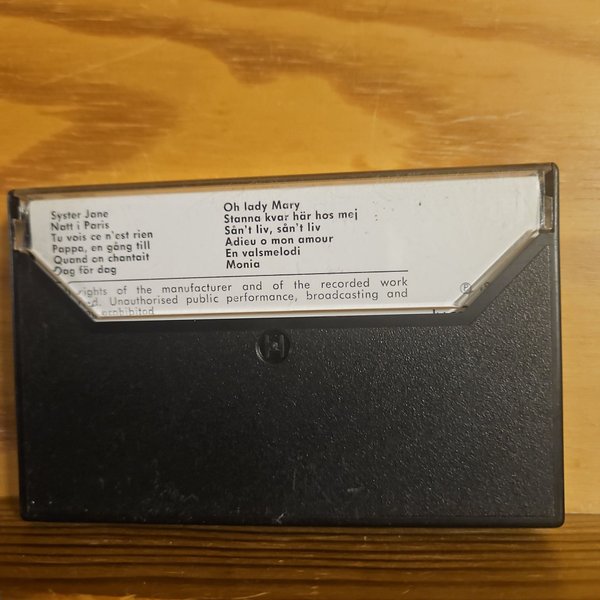 Syster Jane
Natt i Paris
Tu vois ce n'est rien
Pappa, en gång till
Quand on chantait
Dag för dag
Oh lady Mary
Stanna kvar här hos mej
Sån't liv, sån't liv
Adieu o mon amour
En valsmelodi
Monia
rights of the manufacturer and of the recorded work
Unauthorised public performance, broadcasting and
prohibited